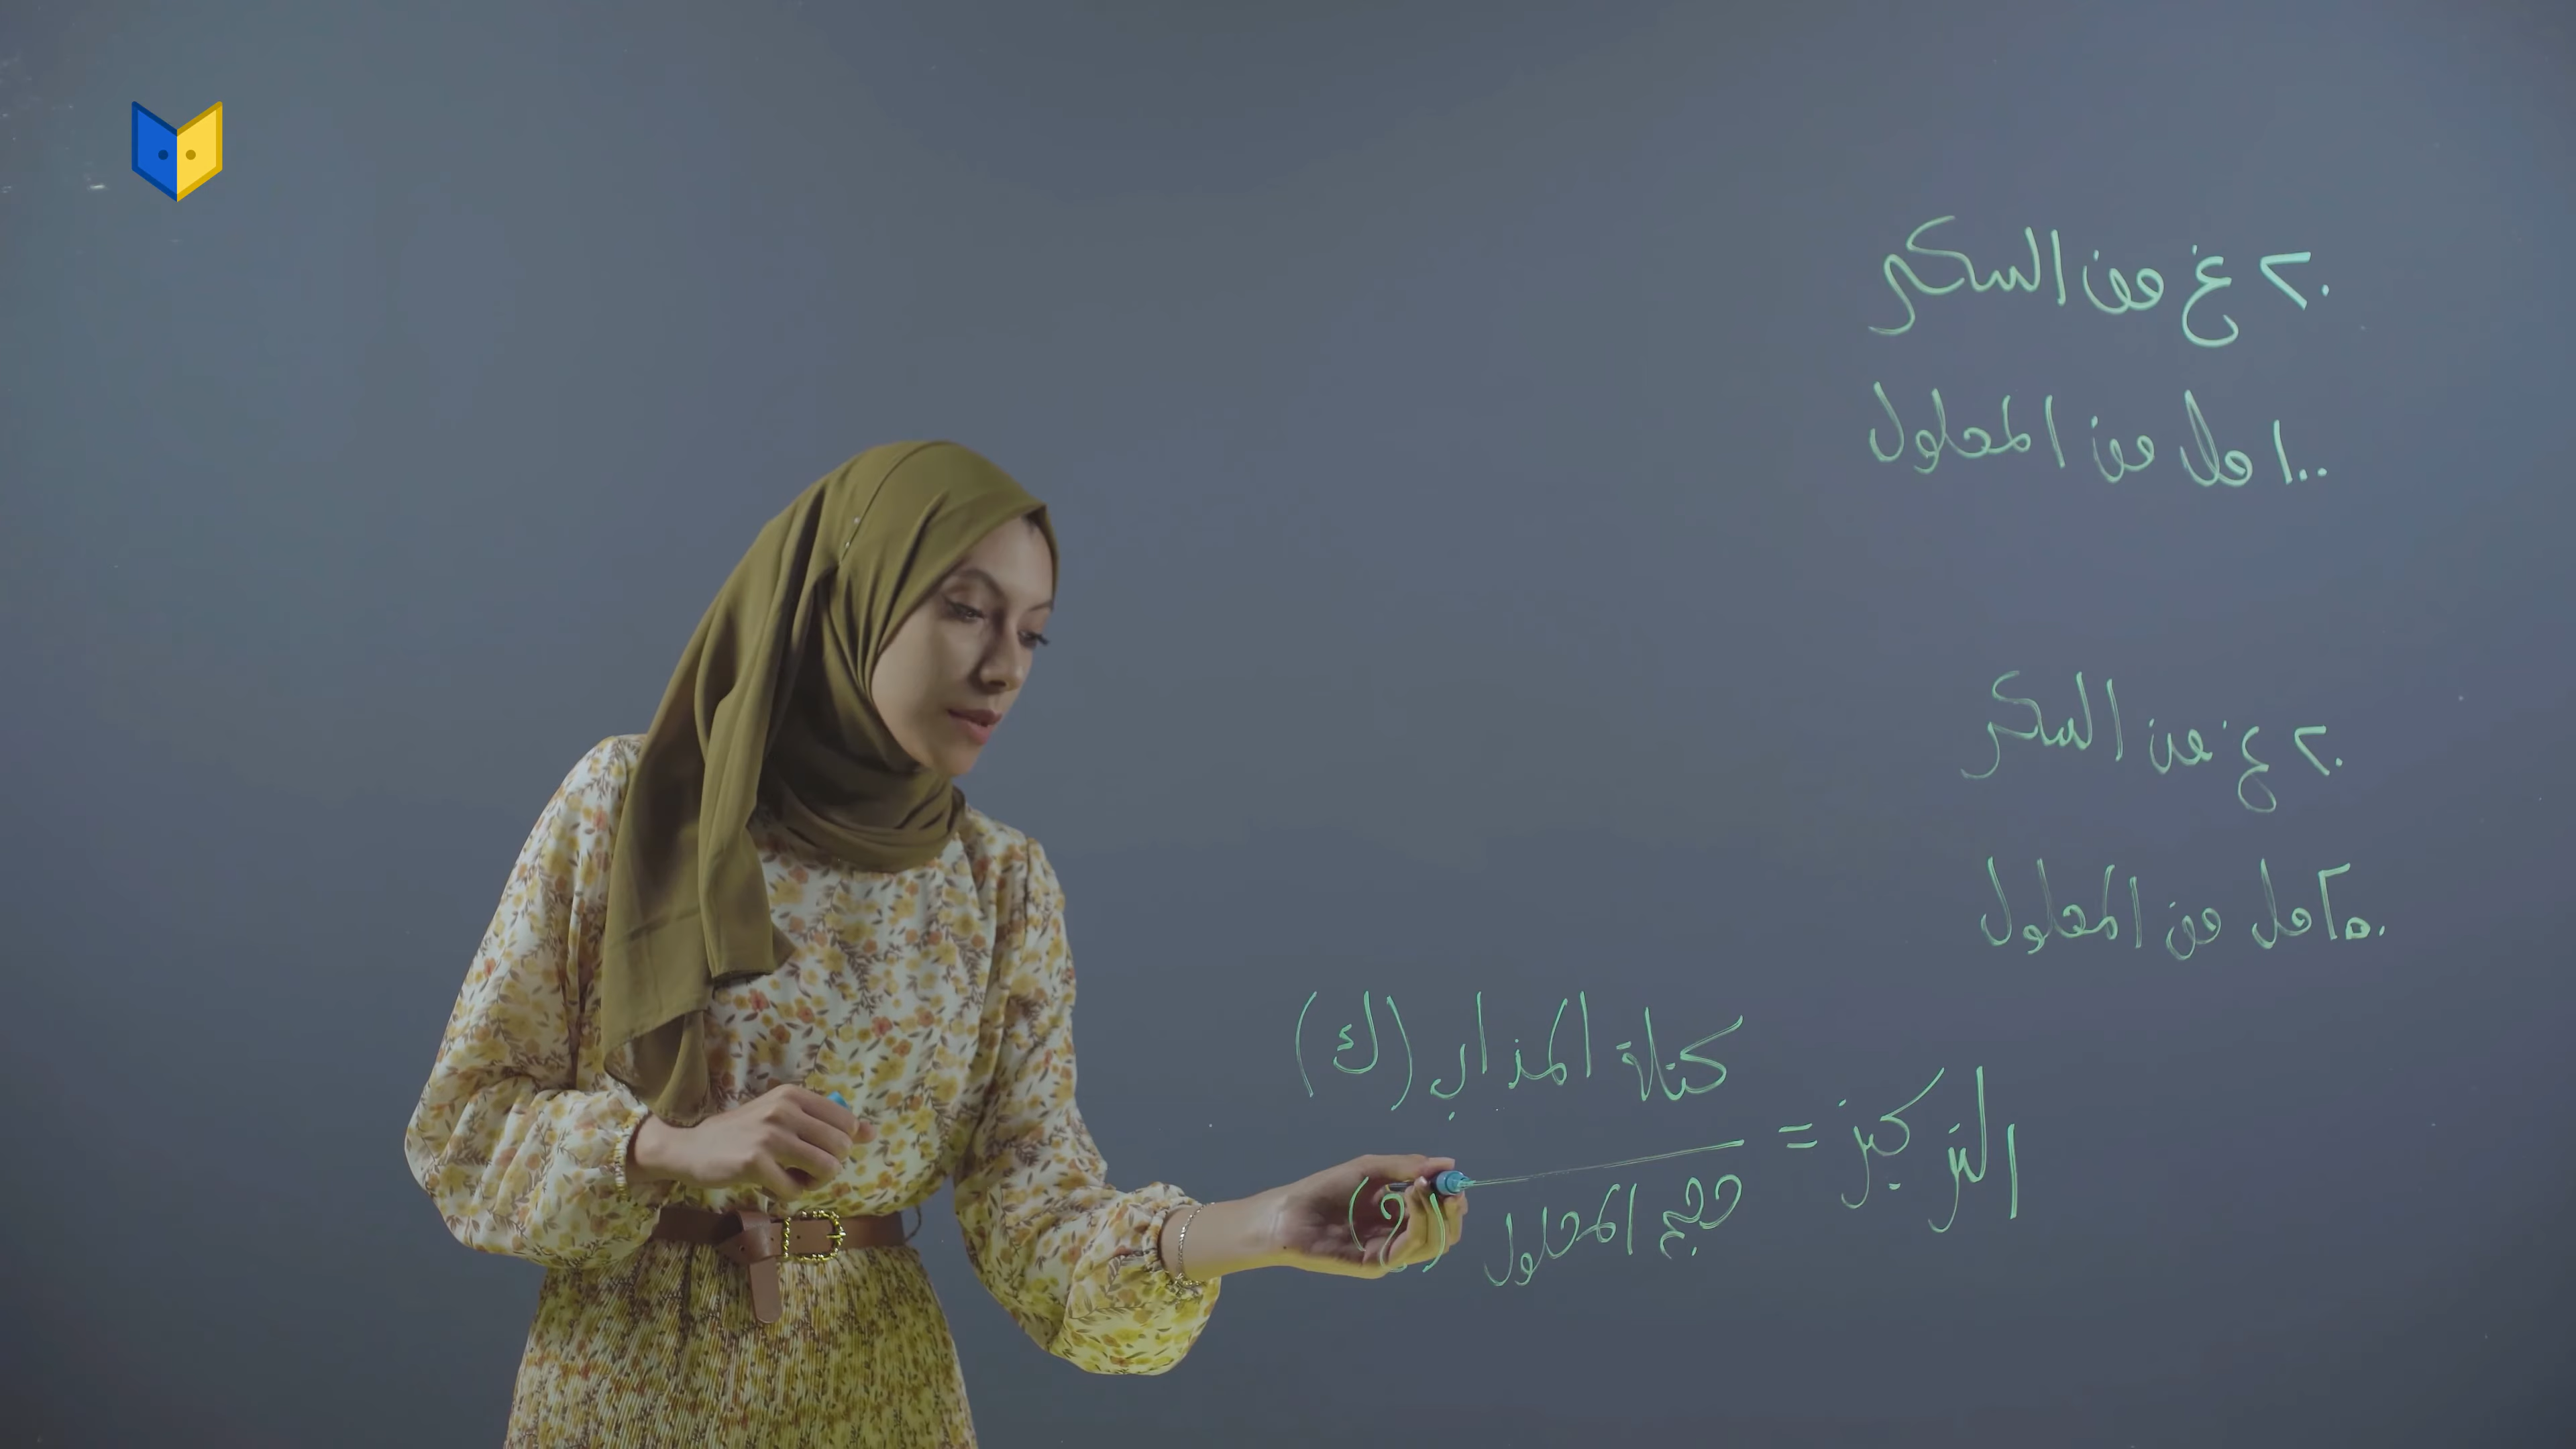 ٢٠ غ من السكر
١٠٠ مل من المحلول
٢٠ غ من السكر
٢٥٠ مل من المحلول
التركيز = كتلة المذاب (ك)
حجم المحلول (ح)